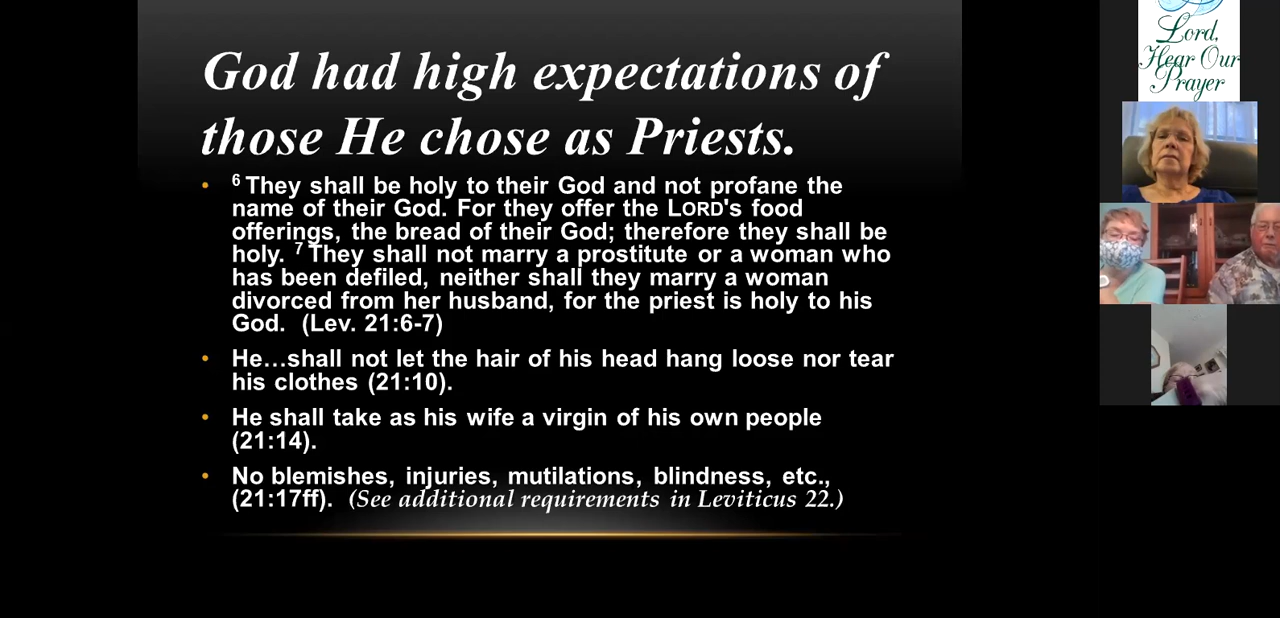 God had high expectations of
those He chose as Priests.
• 6 They shall be holy to their God and not profane the
name of their God. For they offer the LORD's food
offerings, the bread of their God; therefore they shall be
holy. 7 They shall not marry a prostitute or a woman who
has been defiled, neither shall they marry a woman
divorced from her husband, for the priest is holy to his
God. (Lev. 21:6-7)
• He…shall not let the hair of his head hang loose nor tear
his clothes (21:10).
• He shall take as his wife a virgin of his own people
(21:14).
• No blemishes, injuries, mutilations, blindness, etc.,
(21:17ff). (See additional requirements in Leviticus 22.)
Lord,
Hear Our
Prayer